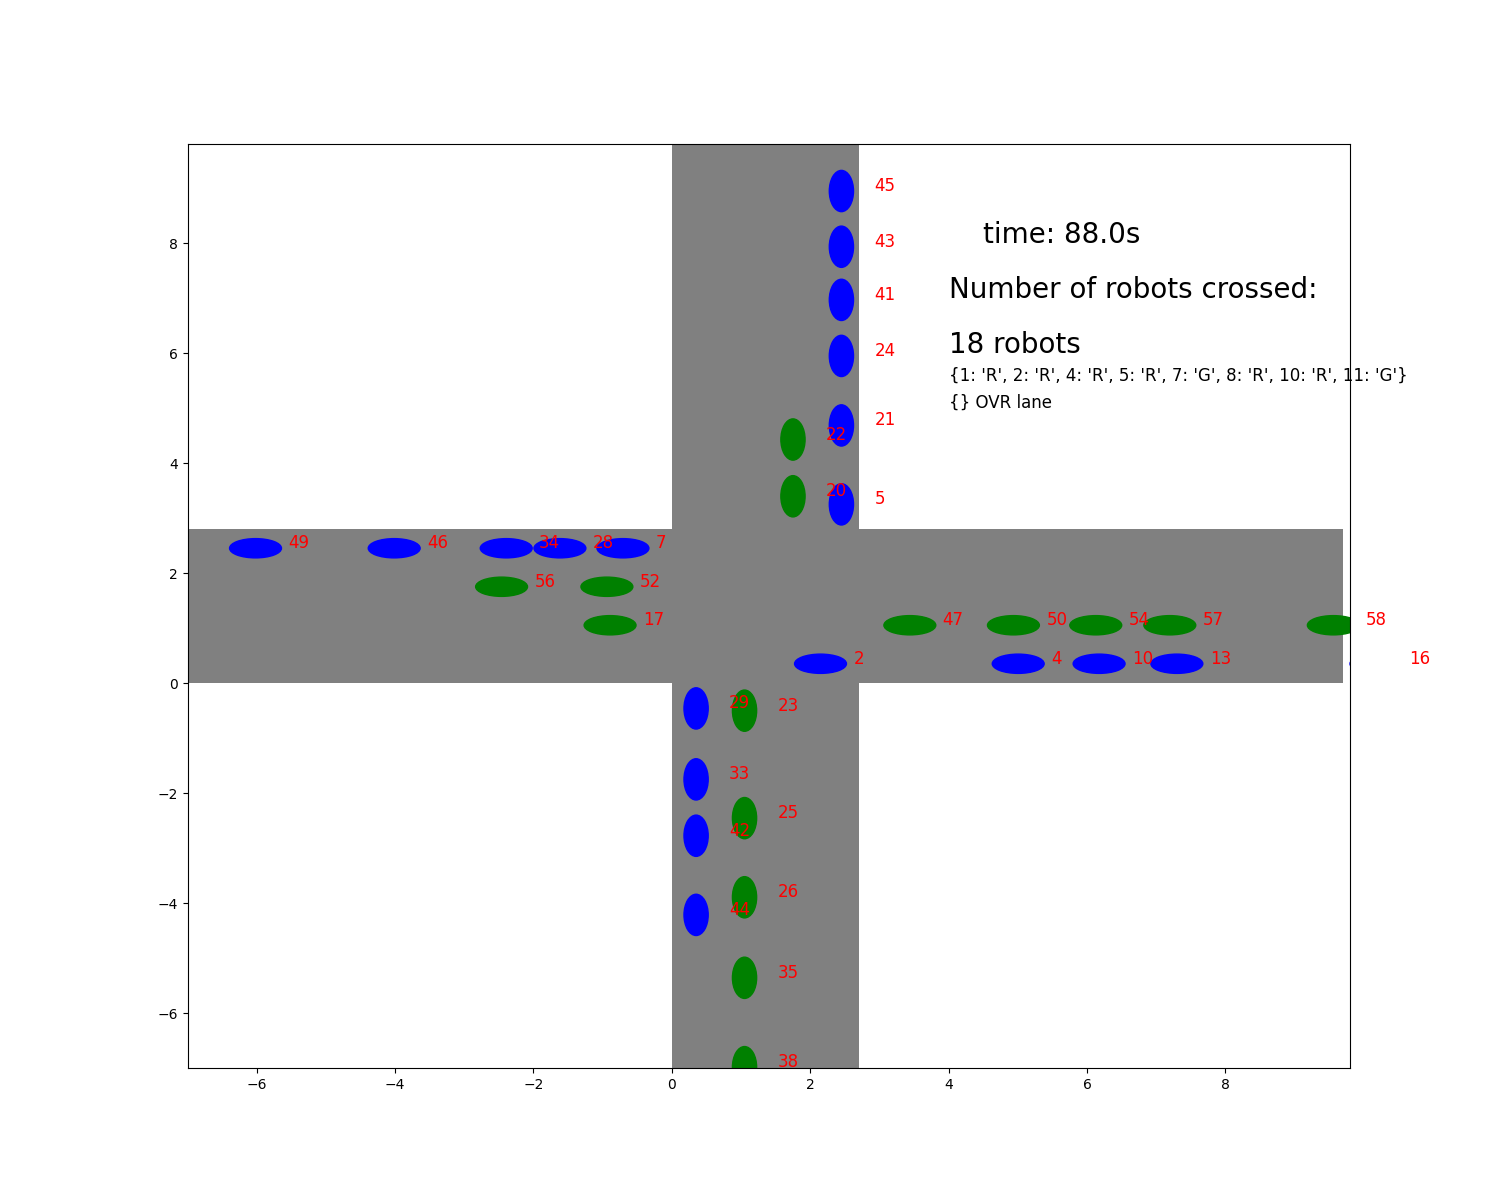 45
time: 88.0s
43
Number of robots crossed:
41
18 robots
24
{1: 'R', 2: 'R', 4: 'R', 5: 'R', 7: 'G', 8: 'R', 10: 'R', 11: 'G'}
{} OVR lane
21
22
20
5
49 46 34 28 7
56 52
17 47 50 54 57 58
2 4 10 13 16
29 23
33
25
42
26
44
35
38
8
6
4
2
0
−2
−4
−6
−6 −4 −2 0 2 4 6 8